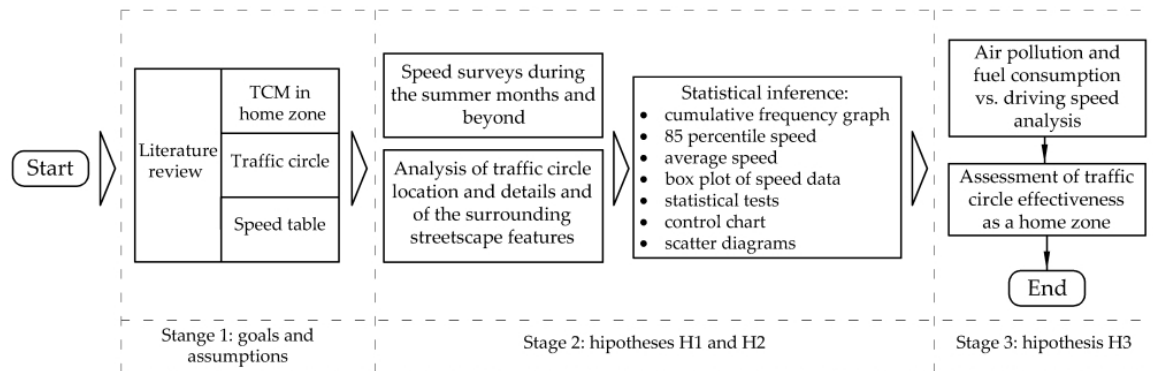 Start
Literature
review
TCM in
home zone
Traffic circle
Speed table
Speed surveys during
the summer months and
beyond
Analysis of traffic circle
location and details and
of the surrounding
streetscape features
Statistical inference:
• cumulative frequency graph
• 85 percentile speed
• average speed
• box plot of speed data
• statistical tests
• control chart
• scatter diagrams
Air pollution and
fuel consumption
vs. driving speed
analysis
Assessment of traffic
circle effectiveness
as a home zone
End
Stange 1: goals and
assumptions
Stage 2: hipotheses H1 and H2
Stage 3: hipothesis H3